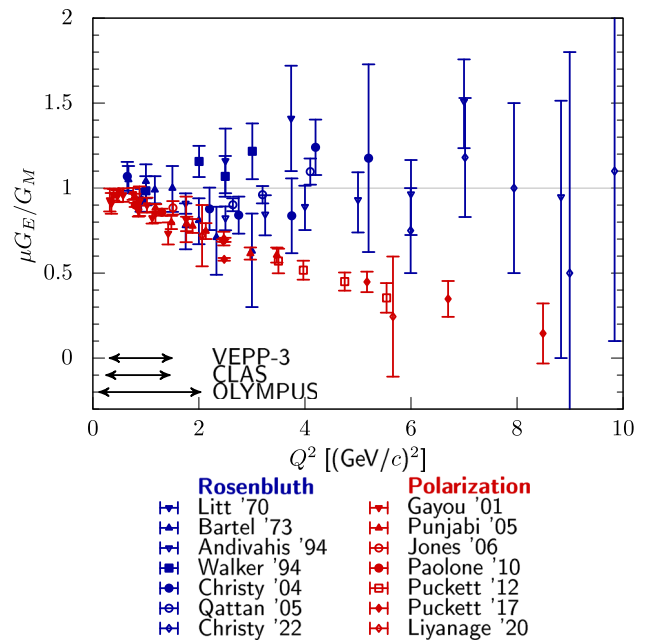 2
1.5
1
0.5
0
μG_E/G_M
VEPP-3
CLAS
OLYMPUS
0 2 4 6 8 10
Q² [(GeV/c)²]
Rosenbluth Polarization
Litt '70 Gayou '01
Bartel '73 Punjabi '05
Andivahis '94 Jones '06
Walker '94 Paolone '10
Christy '04 Puckett '12
Qattan '05 Puckett '17
Christy '22 Liyanage '20